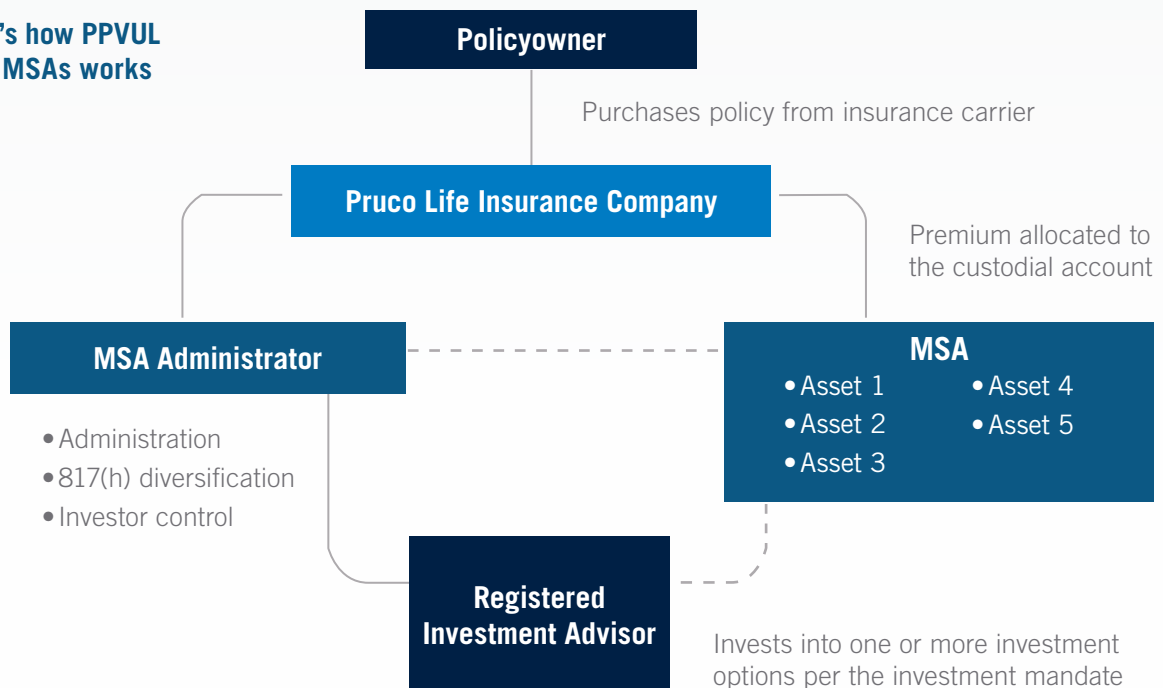 's how PPVUL
MSAs works
Policyowner
Purchases policy from insurance carrier
Pruco Life Insurance Company
Premium allocated to
the custodial account
MSA Administrator
• Administration
• 817(h) diversification
• Investor control
MSA
• Asset 1
• Asset 2
• Asset 3
• Asset 4
• Asset 5
Registered
Investment Advisor
Invests into one or more investment
options per the investment mandate